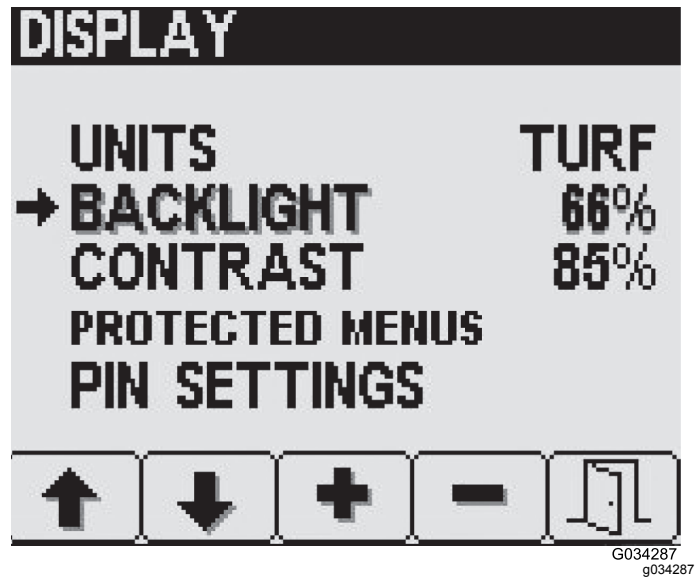 DISPLAY
UNITS TURF
BACKLIGHT 66%
CONTRAST 85%
PROTECTED MENUS
PIN SETTINGS
G034287
g034287